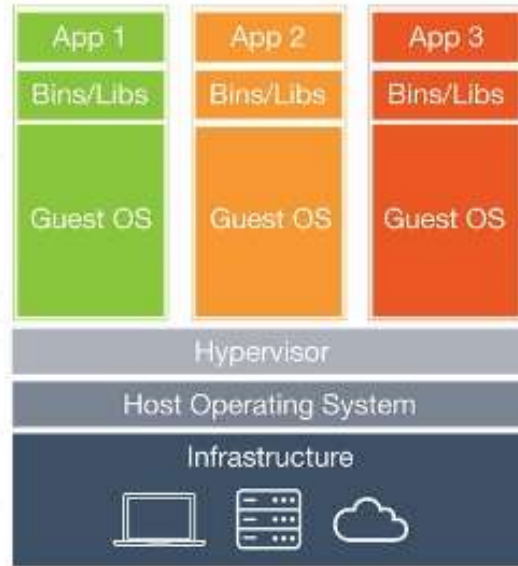 App 1
App 2
App 3
Bins/Libs
Bins/Libs
Bins/Libs
Guest OS
Guest OS
Guest OS
Hypervisor
Host Operating System
Infrastructure